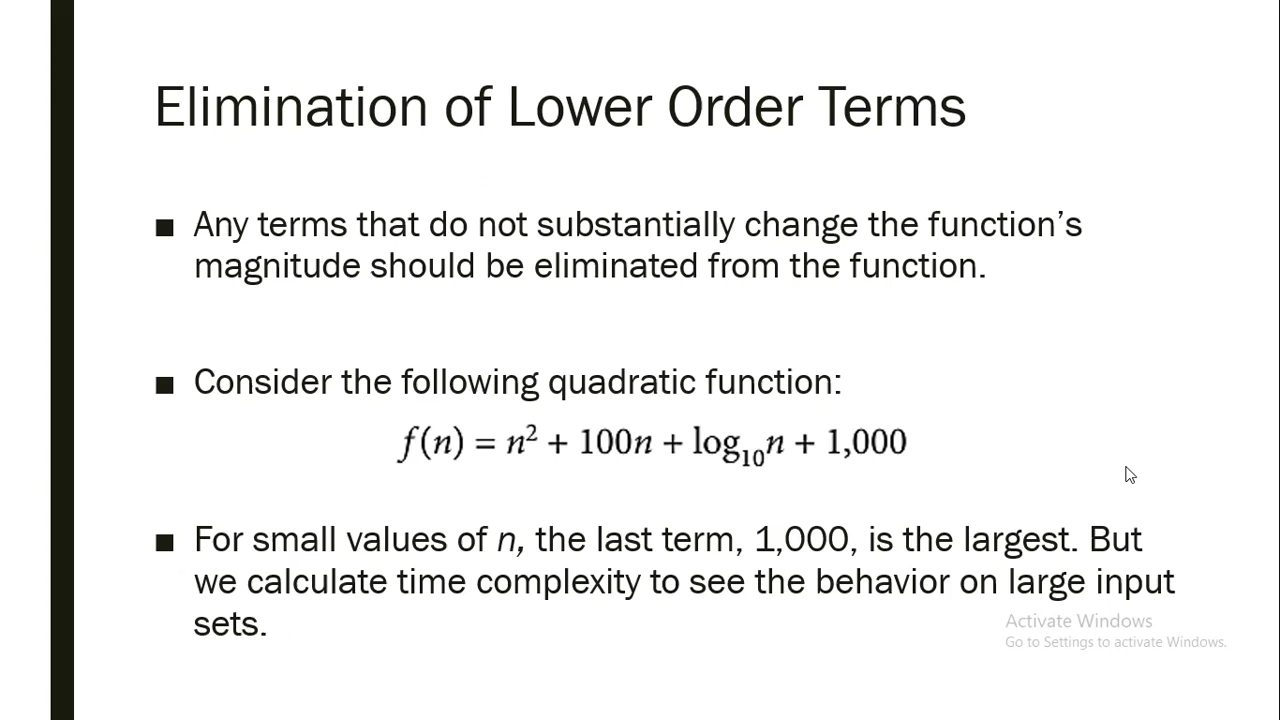 Elimination of Lower Order Terms
■ Any terms that do not substantially change the function’s
magnitude should be eliminated from the function.
■ Consider the following quadratic function:
f(n) = n² + 100n + log₁₀n + 1,000
■ For small values of n, the last term, 1,000, is the largest. But
we calculate time complexity to see the behavior on large input
sets.
Activate Windows
Go to Settings to activate Windows.